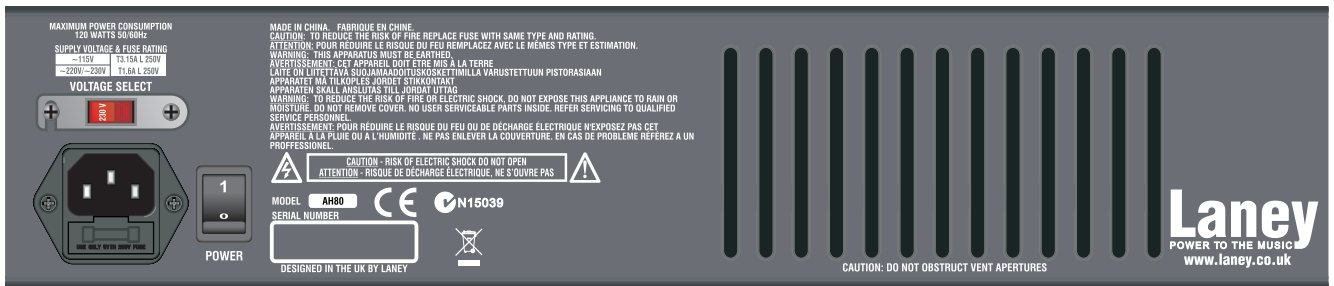 MAXIMUM POWER CONSUMPTION
120 WATTS 50/60Hz
SUPPLY VOLTAGE & FUSE RATING
~115V T3.15A L 250V
~220V/~230V T1.6A L 250V
VOLTAGE SELECT
230 V
USE ONLY WITH 250V FUSE
1
0
POWER
MADE IN CHINA. FABRIQUE EN CHINE.
CAUTION: TO REDUCE THE RISK OF FIRE REPLACE FUSE WITH SAME TYPE AND RATING.
ATTENTION: POUR RÉDUIRE LE RISQUE DU FEU REMPLACEZ AVEC LE MÊMES TYPE ET ESTIMATION.
WARNING: THIS APPARATUS MUST BE EARTHED.
AVERTISSEMENT: CET APPAREIL DOIT ÊTRE MIS À LA TERRE
LAITE ON LIITETTÄVÄ SUOJAMAADOITUSKOSKETTIMILLA VARUSTETTUUN PISTORASIAAN
APPARATET MÅ TILKOPLES JORDET STIKKONTAKT
APPARATEN SKALL ANSLUTAS TILL JORDAT UTTAG
WARNING: TO REDUCE THE RISK OF FIRE OR ELECTRIC SHOCK, DO NOT EXPOSE THIS APPLIANCE TO RAIN OR
MOISTURE. DO NOT REMOVE COVER. NO USER SERVICEABLE PARTS INSIDE. REFER SERVICING TO QUALIFIED
SERVICE PERSONNEL.
AVERTISSEMENT: POUR RÉDUIRE LE RISQUE DU FEU OU DE DÉCHARGE ÉLECTRIQUE N'EXPOSEZ PAS CET
APPAREIL À LA PLUIE OU A L'HUMIDITÉ . NE PAS ENLEVER LA COUVERTURE. EN CAS DE PROBLEME RÉFÉREZ A UN
PROFFESSIONEL.
CAUTION - RISK OF ELECTRIC SHOCK DO NOT OPEN
ATTENTION - RISQUE DE DÉCHARGE ÉLECTRIQUE, NE S'OUVRE PAS
MODEL AH80 CE N15039
SERIAL NUMBER
DESIGNED IN THE UK BY LANEY
CAUTION: DO NOT OBSTRUCT VENT APERTURES
Laney
POWER TO THE MUSIC
www.laney.co.uk